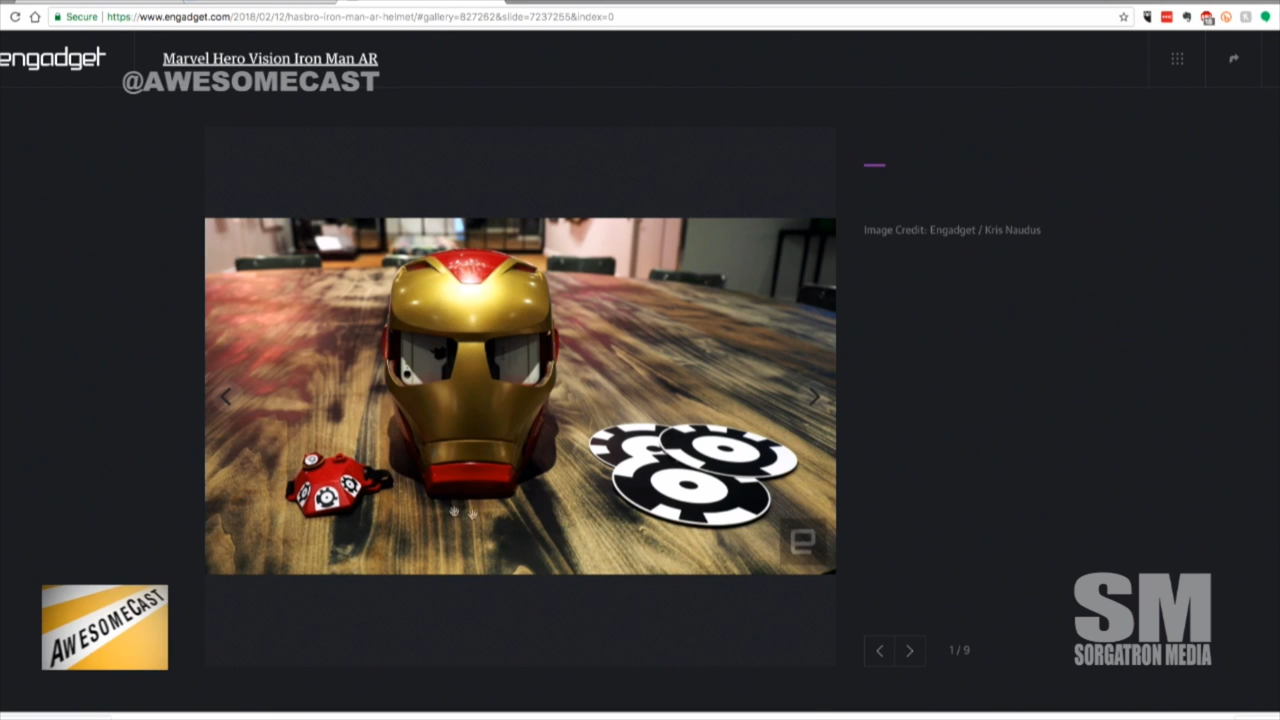 Secure
https://www.engadget.com/2018/02/12/hasbro-iron-man-ar-helmet/#gallery=827262&slide=7237255&index=0
engadget
Marvel Hero Vision Iron Man AR
@AWESOMECAST
Image Credit: Engadget / Kris Naudus
e
AWESOMECAST
1 / 9
SM
SORGATRON MEDIA